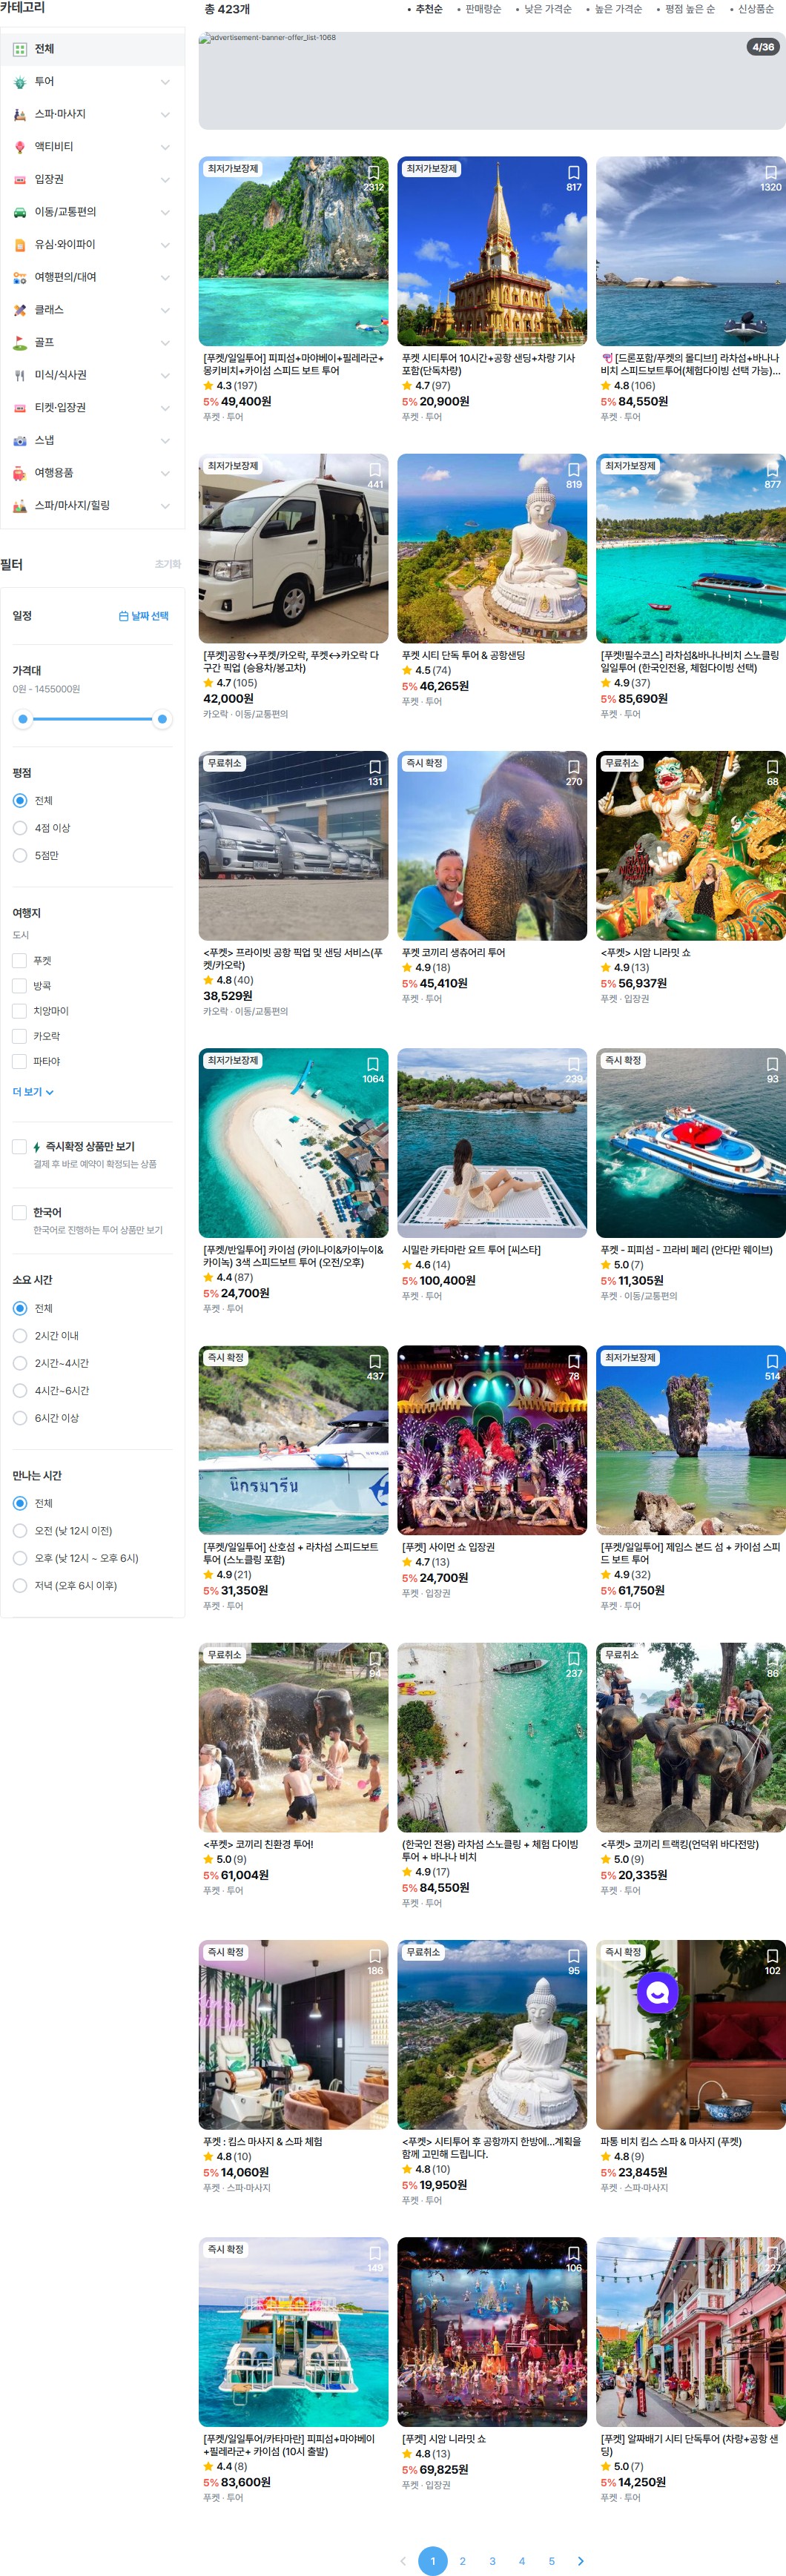 카테고리
전체
투어
스파·마사지
액티비티
입장권
이동/교통편의
유심·와이파이
여행편의/대여
클래스
골프
미식/식사권
티켓·입장권
스냅
여행용품
스파/마사지/힐링
필터
초기화
일정
날짜 선택
가격대
0원 - 1455000원
평점
전체
4점 이상
5점만
여행지
도시
푸켓
방콕
치앙마이
카오락
파타야
더 보기
즉시확정 상품만 보기
결제 후 바로 예약이 확정되는 상품
한국어
한국어로 진행하는 투어 상품만 보기
소요 시간
전체
2시간 이내
2시간~4시간
4시간~6시간
6시간 이상
만나는 시간
전체
오전 (낮 12시 이전)
오후 (낮 12시 ~ 오후 6시)
저녁 (오후 6시 이후)
총 423개
• 추천순 • 판매량순 • 낮은 가격순 • 높은 가격순 • 평점 높은 순 • 신상품순
advertisement-banner-offer_list-1068
4/36
최저가보장제
2312
[푸켓/일일투어] 피피섬+마야베이+필레라군+
몽키비치+카이섬 스피드 보트 투어
4.3 (197)
5% 49,400원
푸켓 · 투어
최저가보장제
817
푸켓 시티투어 10시간+공항 샌딩+차량 기사
포함(단독차량)
4.7 (97)
5% 20,900원
푸켓 · 투어
1320
[드론포함/푸켓의 몰디브!] 라차섬+바나나
비치 스피드보트투어(체험다이빙 선택 가능)...
4.8 (106)
5% 84,550원
푸켓 · 투어
최저가보장제
441
[푸켓]공항↔푸켓/카오락, 푸켓↔카오락 다
구간 픽업 (승용차/봉고차)
4.7 (105)
42,000원
카오락 · 이동/교통편의
819
푸켓 시티 단독 투어 & 공항샌딩
4.5 (74)
5% 46,265원
푸켓 · 투어
최저가보장제
877
[푸켓!필수코스] 라차섬&바나나비치 스노클링
일일투어 (한국인전용, 체험다이빙 선택)
4.9 (37)
5% 85,690원
푸켓 · 투어
무료취소
131
<푸켓> 프라이빗 공항 픽업 및 샌딩 서비스(푸
켓/카오락)
4.8 (40)
38,529원
카오락 · 이동/교통편의
즉시 확정
270
푸켓 코끼리 생츄어리 투어
4.9 (18)
5% 45,410원
푸켓 · 투어
무료취소
68
<푸켓> 시암 니라밋 쇼
4.9 (13)
5% 56,937원
푸켓 · 입장권
최저가보장제
1064
[푸켓/반일투어] 카이섬 (카이나이&카이누이&
카이녹) 3색 스피드보트 투어 (오전/오후)
4.4 (87)
5% 24,700원
푸켓 · 투어
239
시밀란 카타마란 요트 투어 [씨스타]
4.6 (14)
5% 100,400원
푸켓 · 투어
즉시 확정
93
푸켓 - 피피섬 - 끄라비 페리 (안다만 웨이브)
5.0 (7)
5% 11,305원
푸켓 · 이동/교통편의
즉시 확정
437
นิกรมารีน
[푸켓/일일투어] 산호섬 + 라차섬 스피드보트
투어 (스노클링 포함)
4.9 (21)
5% 31,350원
푸켓 · 투어
78
[푸켓] 사이먼 쇼 입장권
4.7 (13)
5% 24,700원
푸켓 · 입장권
최저가보장제
514
[푸켓/일일투어] 제임스 본드 섬 + 카이섬 스피
드 보트 투어
4.9 (32)
5% 61,750원
푸켓 · 투어
무료취소
94
<푸켓> 코끼리 친환경 투어!
5.0 (9)
5% 61,004원
푸켓 · 투어
237
(한국인 전용) 라차섬 스노클링 + 체험 다이빙
투어 + 바나나 비치
4.9 (17)
5% 84,550원
푸켓 · 투어
무료취소
86
<푸켓> 코끼리 트랙킹(언덕위 바다전망)
5.0 (9)
5% 20,335원
푸켓 · 투어
즉시 확정
186
푸켓 : 킴스 마사지 & 스파 체험
4.8 (10)
5% 14,060원
푸켓 · 스파·마사지
무료취소
95
<푸켓> 시티투어 후 공항까지 한방에...계획을
함께 고민해 드립니다.
4.8 (10)
5% 19,950원
푸켓 · 투어
즉시 확정
102
파통 비치 킴스 스파 & 마사지 (푸켓)
4.8 (9)
5% 23,845원
푸켓 · 스파·마사지
즉시 확정
149
[푸켓/일일투어/카타마란] 피피섬+마야베이
+필레라군+ 카이섬 (10시 출발)
4.4 (8)
5% 83,600원
푸켓 · 투어
106
[푸켓] 시암 니라밋 쇼
4.8 (13)
5% 69,825원
푸켓 · 입장권
227
[푸켓] 알짜배기 시티 단독투어 (차량+공항 샌
딩)
5.0 (7)
5% 14,250원
푸켓 · 투어
1 2 3 4 5